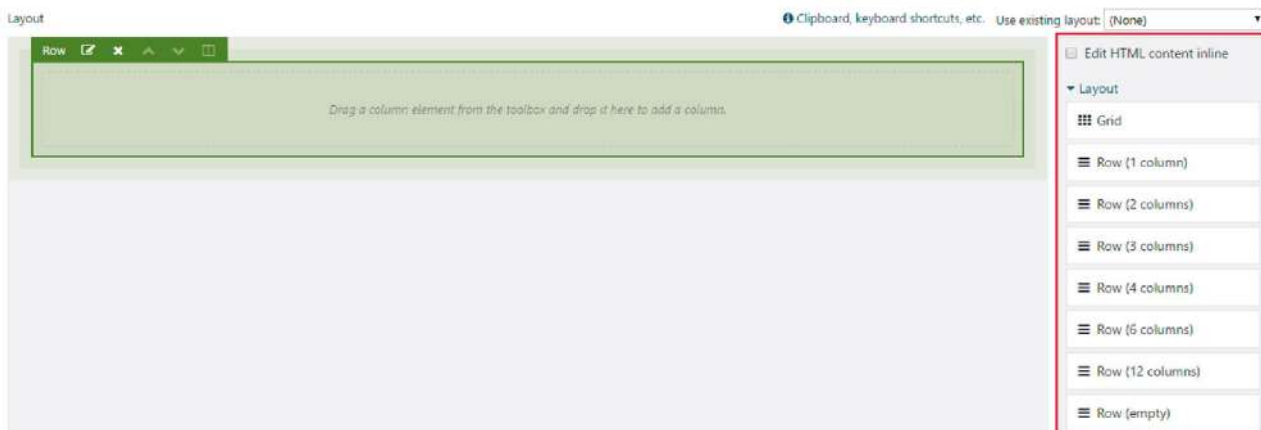 Layout
Clipboard, keyboard shortcuts, etc. Use existing layout: (None)
Row
Drag a column element from the toolbox and drop it here to add a column.
Edit HTML content inline
Layout
Grid
Row (1 column)
Row (2 columns)
Row (3 columns)
Row (4 columns)
Row (6 columns)
Row (12 columns)
Row (empty)